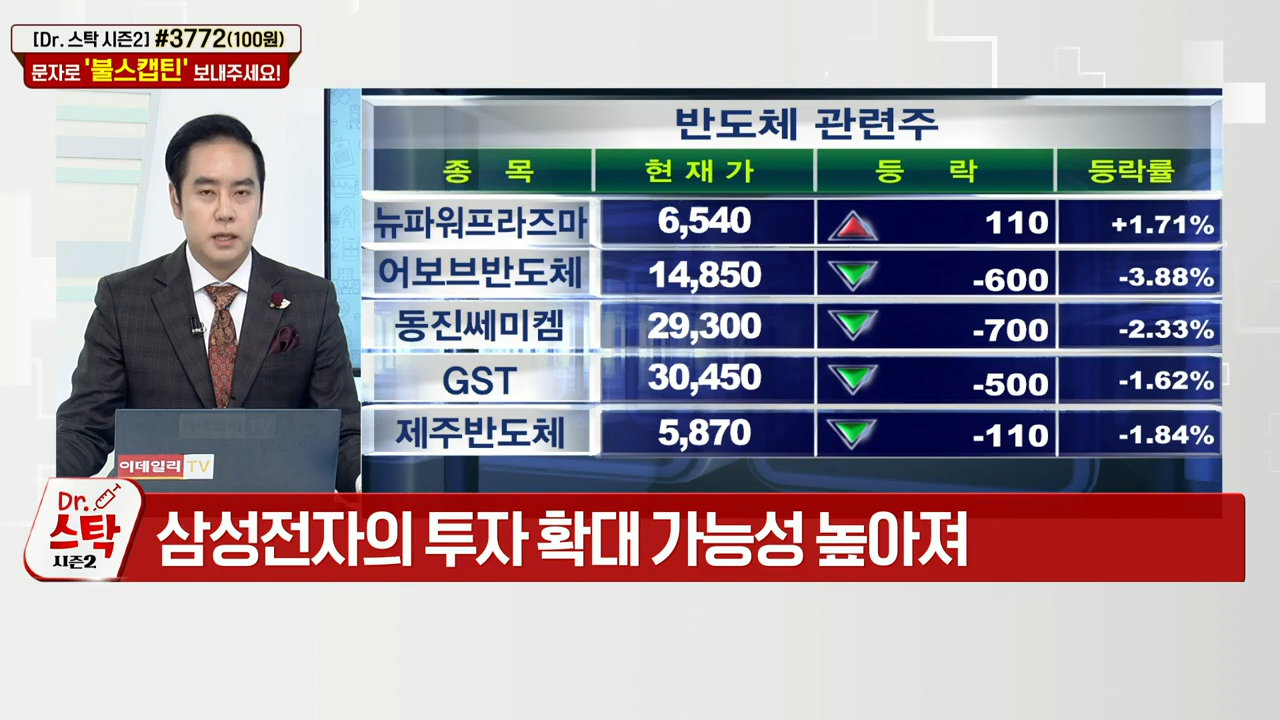 [Dr. 스탁 시즌2] #3772(100원)
문자로 '불스캡틴' 보내주세요!
반도체 관련주
종 목 현재가 등 락 등락률
뉴파워프라즈마 6,540 110 +1.71%
어보브반도체 14,850 -600 -3.88%
동진쎄미켐 29,300 -700 -2.33%
GST 30,450 -500 -1.62%
제주반도체 5,870 -110 -1.84%
이데일리TV
Dr.
스탁
시즌2
삼성전자의 투자 확대 가능성 높아져